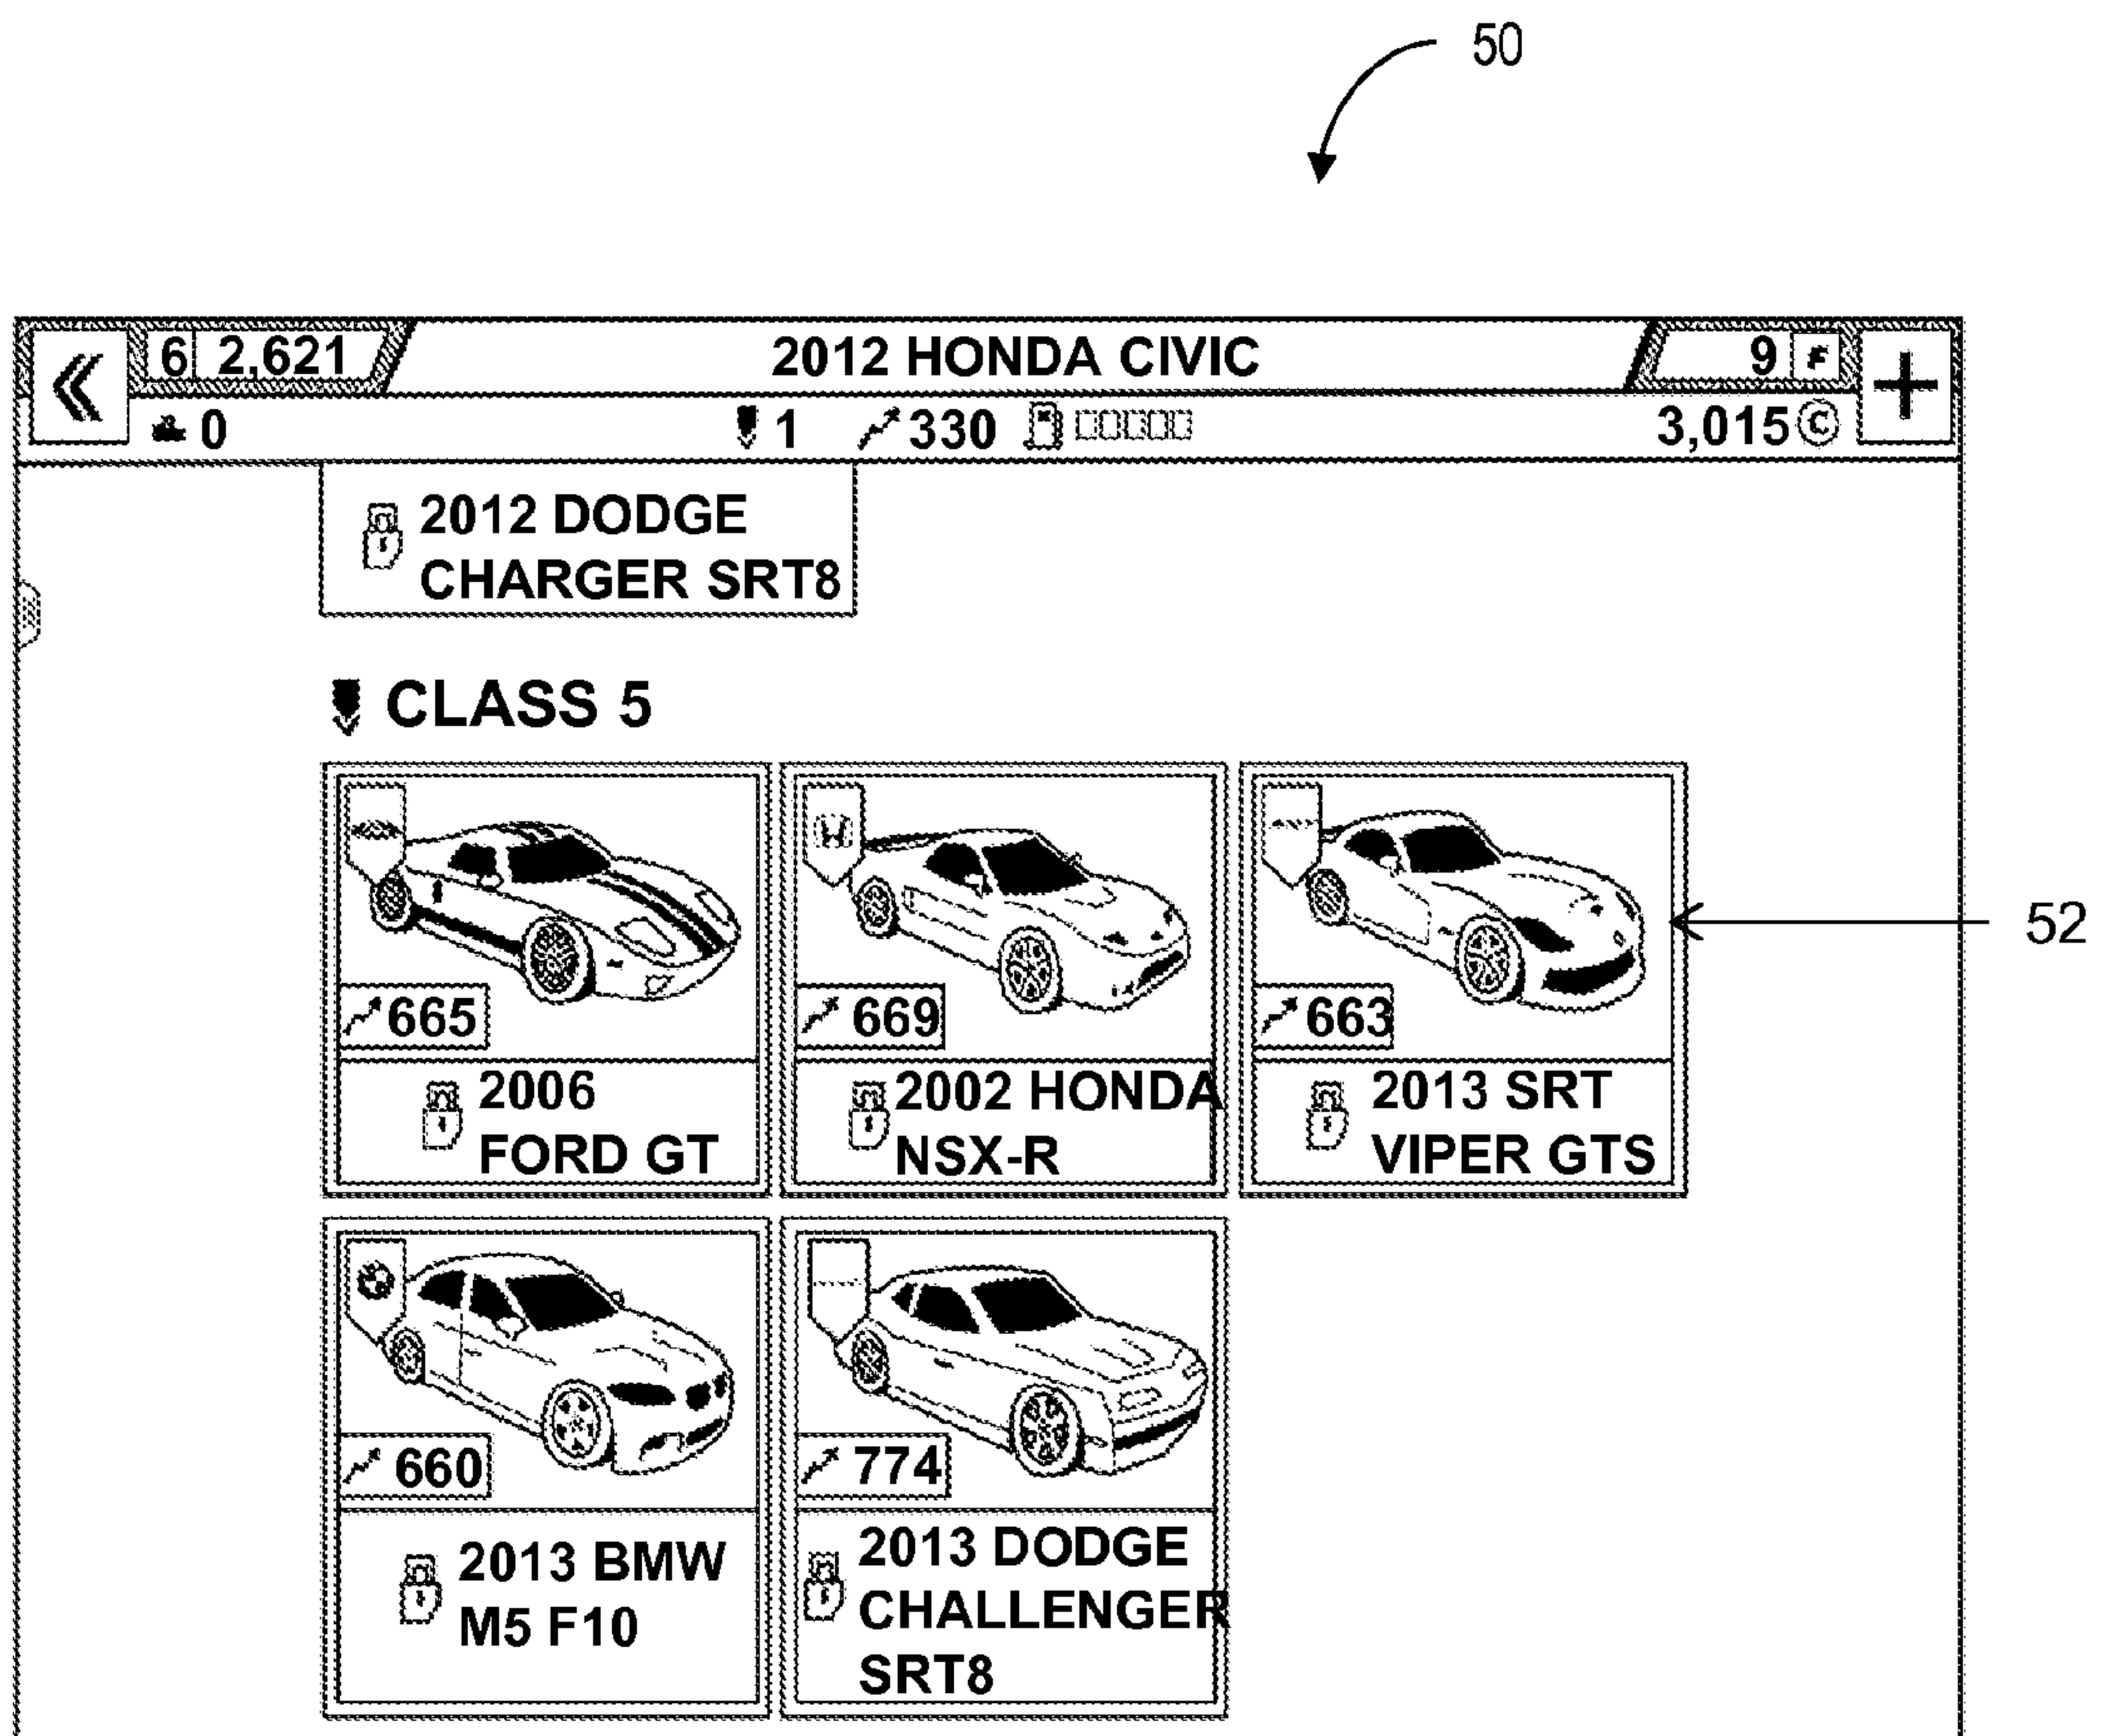 50
6 2,621 2012 HONDA CIVIC 9 F
0 1 330 3,015 C
2012 DODGE
CHARGER SRT8
CLASS 5
52
665 669 663
2006
FORD GT
2002 HONDA
NSX-R
2013 SRT
VIPER GTS
660 774
2013 BMW
M5 F10
2013 DODGE
CHALLENGER
SRT8